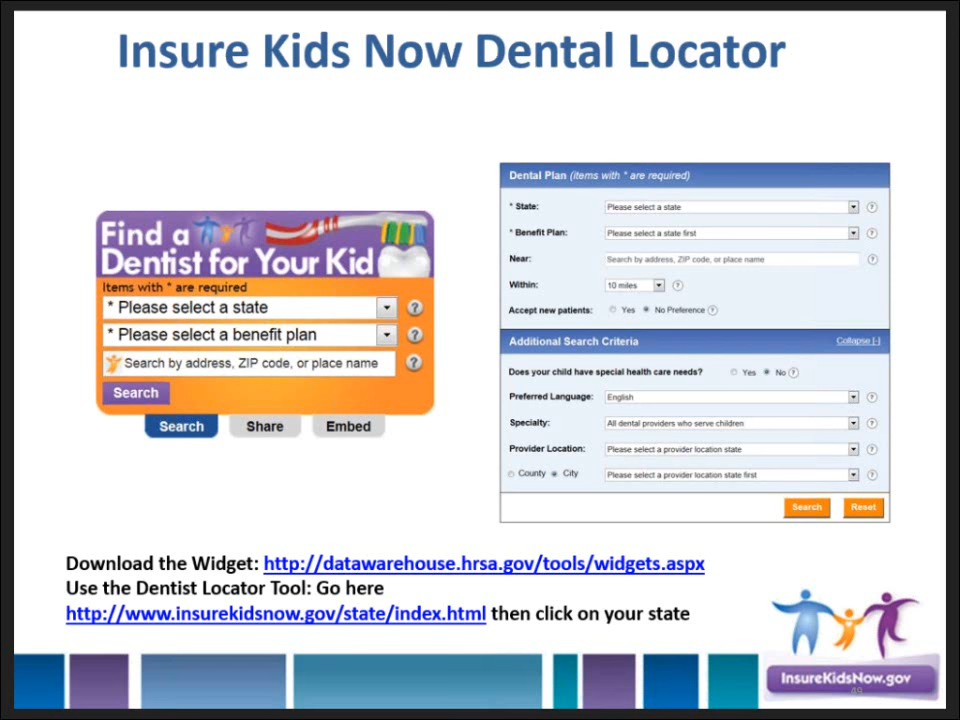 Insure Kids Now Dental Locator
Find a
Dentist for Your Kid
Items with * are required
* Please select a state
?
* Please select a benefit plan
?
Search by address, ZIP code, or place name
?
Search
Search Share Embed
Dental Plan (items with * are required)
* State: Please select a state ?
* Benefit Plan: Please select a state first ?
Near: Search by address, ZIP code, or place name ?
Within: 10 miles ?
Accept new patients: Yes No Preference ?
Additional Search Criteria Collapse [-]
Does your child have special health care needs? Yes No ?
Preferred Language: English ?
Specialty: All dental providers who serve children ?
Provider Location: Please select a provider location state ?
County City Please select a provider location state first ?
Search Reset
Download the Widget: http://datawarehouse.hrsa.gov/tools/widgets.aspx
Use the Dentist Locator Tool: Go here
http://www.insurekidsnow.gov/state/index.html then click on your state
InsureKidsNow.gov